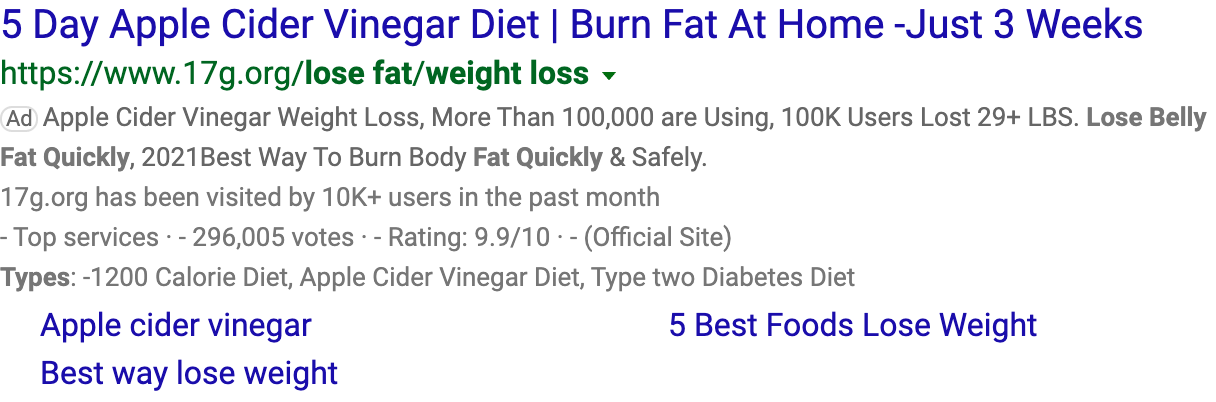 5 Day Apple Cider Vinegar Diet | Burn Fat At Home -Just 3 Weeks
https://www.17g.org/lose fat/weight loss
Ad Apple Cider Vinegar Weight Loss, More Than 100,000 are Using, 100K Users Lost 29+ LBS. Lose Belly
Fat Quickly, 2021Best Way To Burn Body Fat Quickly & Safely.
17g.org has been visited by 10K+ users in the past month
- Top services · - 296,005 votes · - Rating: 9.9/10 · - (Official Site)
Types: -1200 Calorie Diet, Apple Cider Vinegar Diet, Type two Diabetes Diet
Apple cider vinegar 5 Best Foods Lose Weight
Best way lose weight